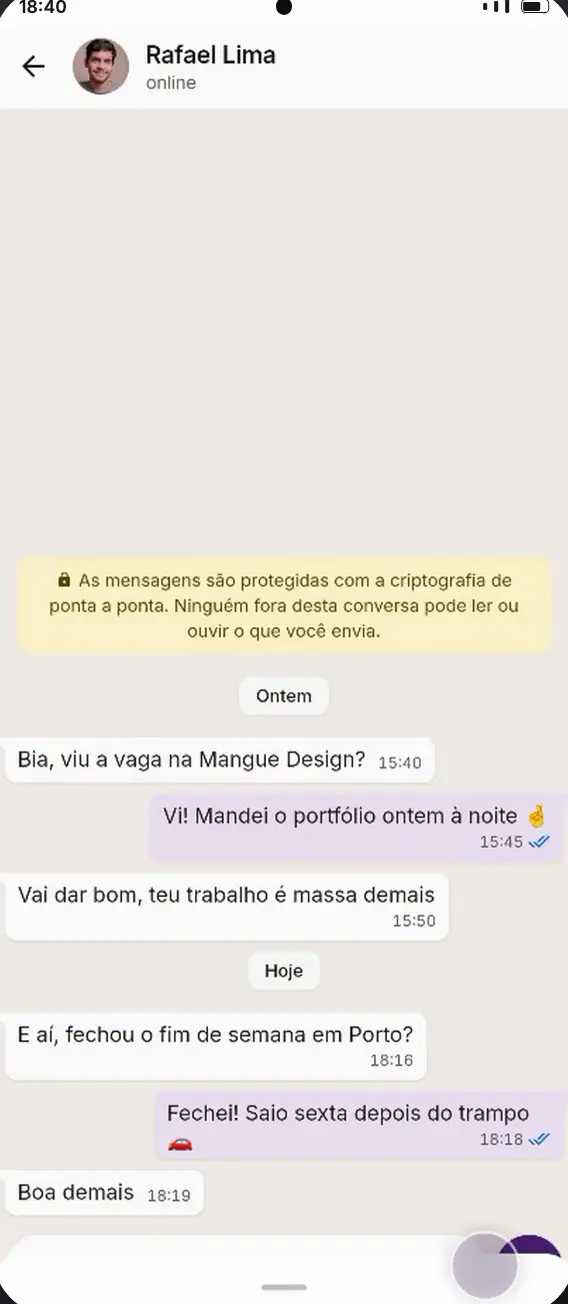 18:40
Rafael Lima
online
As mensagens são protegidas com a criptografia de
ponta a ponta. Ninguém fora desta conversa pode ler ou
ouvir o que você envia.
Ontem
Bia, viu a vaga na Mangue Design? 15:40
Vi! Mandei o portfólio ontem à noite 🤞
15:45
Vai dar bom, teu trabalho é massa demais
15:50
Hoje
E aí, fechou o fim de semana em Porto?
18:16
Fechei! Saio sexta depois do trampo
🚗 18:18
Boa demais 18:19